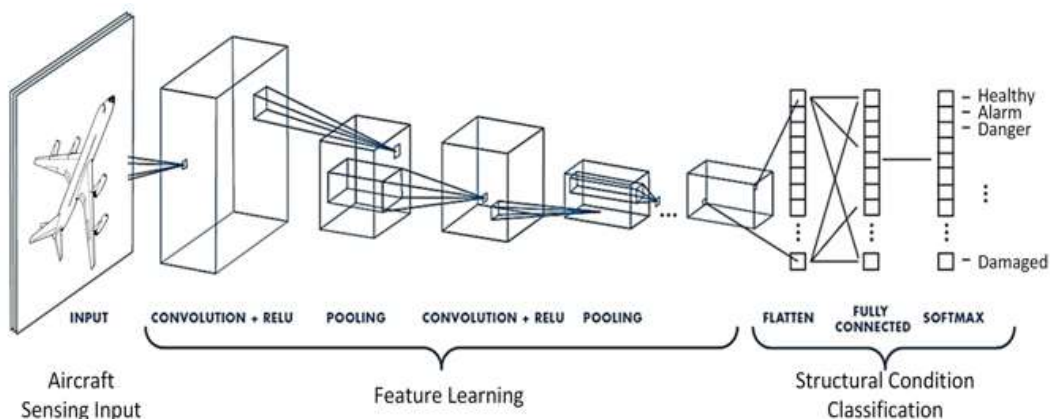 Healthy
Alarm
Danger
Damaged
INPUT
CONVOLUTION + RELU
POOLING
CONVOLUTION + RELU
POOLING
FLATTEN
FULLY
CONNECTED
SOFTMAX
Aircraft
Sensing Input
Feature Learning
Structural Condition
Classification